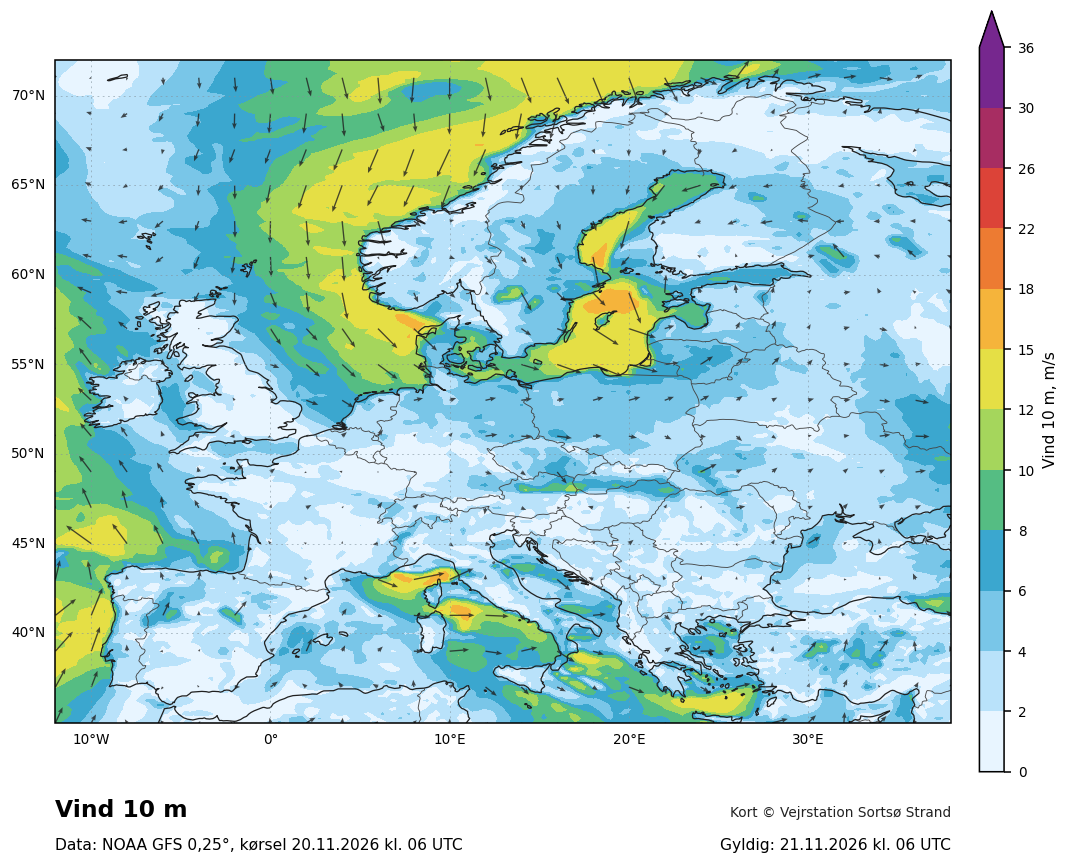 36
30
26
22
18
15
12
10
8
6
4
2
0
Vind 10 m, m/s
70°N
65°N
60°N
55°N
50°N
45°N
40°N
10°W
0°
10°E
20°E
30°E
Vind 10 m
Kort © Vejrstation Sortsø Strand
Data: NOAA GFS 0,25°, kørsel 20.11.2026 kl. 06 UTC
Gyldig: 21.11.2026 kl. 06 UTC